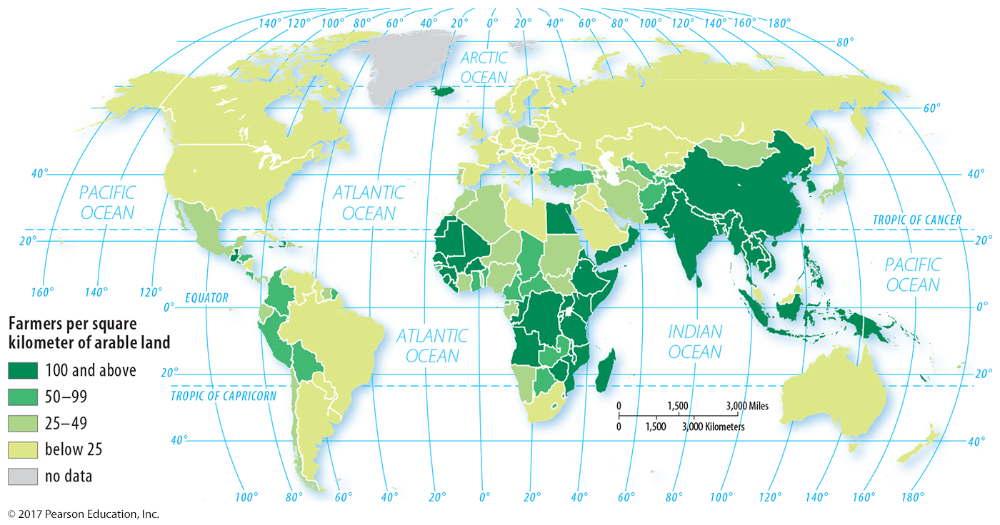 140° 120° 100° 80° 60° 40° 20° 0° 20° 40° 60° 80° 100° 120° 140° 160° 180°
80°
ARCTIC
OCEAN
60°
60°
40°
40°
PACIFIC
OCEAN
ATLANTIC
OCEAN
TROPIC OF CANCER
20°
20°
PACIFIC
OCEAN
160° 140° 120°
EQUATOR
0°
0°
Farmers per square
kilometer of arable land
100 and above
50–99
25–49
below 25
no data
ATLANTIC
OCEAN
INDIAN
OCEAN
20°
20°
TROPIC OF CAPRICORN
0 1,500 3,000 Miles
0 1,500 3,000 Kilometers
40°
40°
100° 80° 60° 40° 20° 0° 20° 40° 60° 80° 100° 120° 140° 160° 180°
© 2017 Pearson Education, Inc.